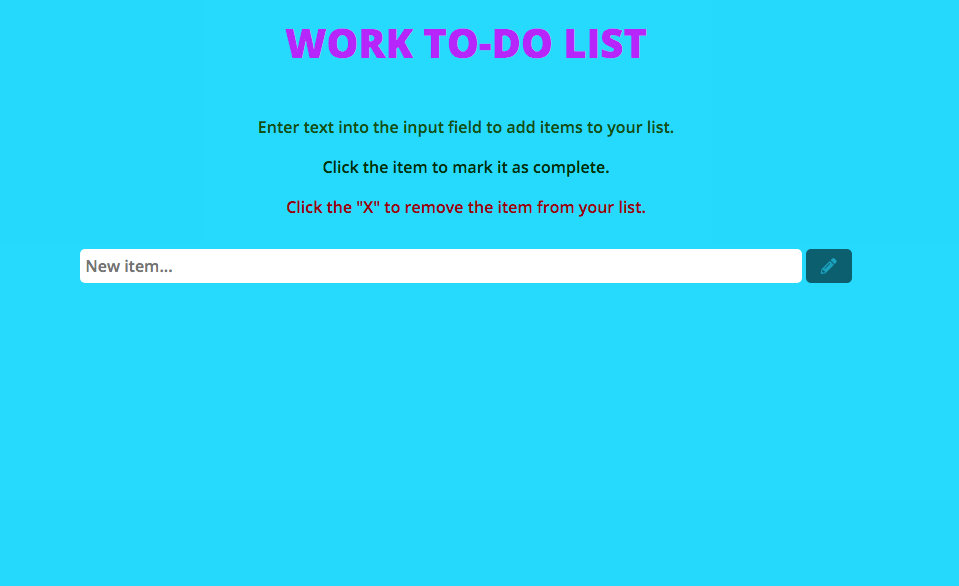 WORK TO-DO LIST
Enter text into the input field to add items to your list.
Click the item to mark it as complete.
Click the "X" to remove the item from your list.
New item...